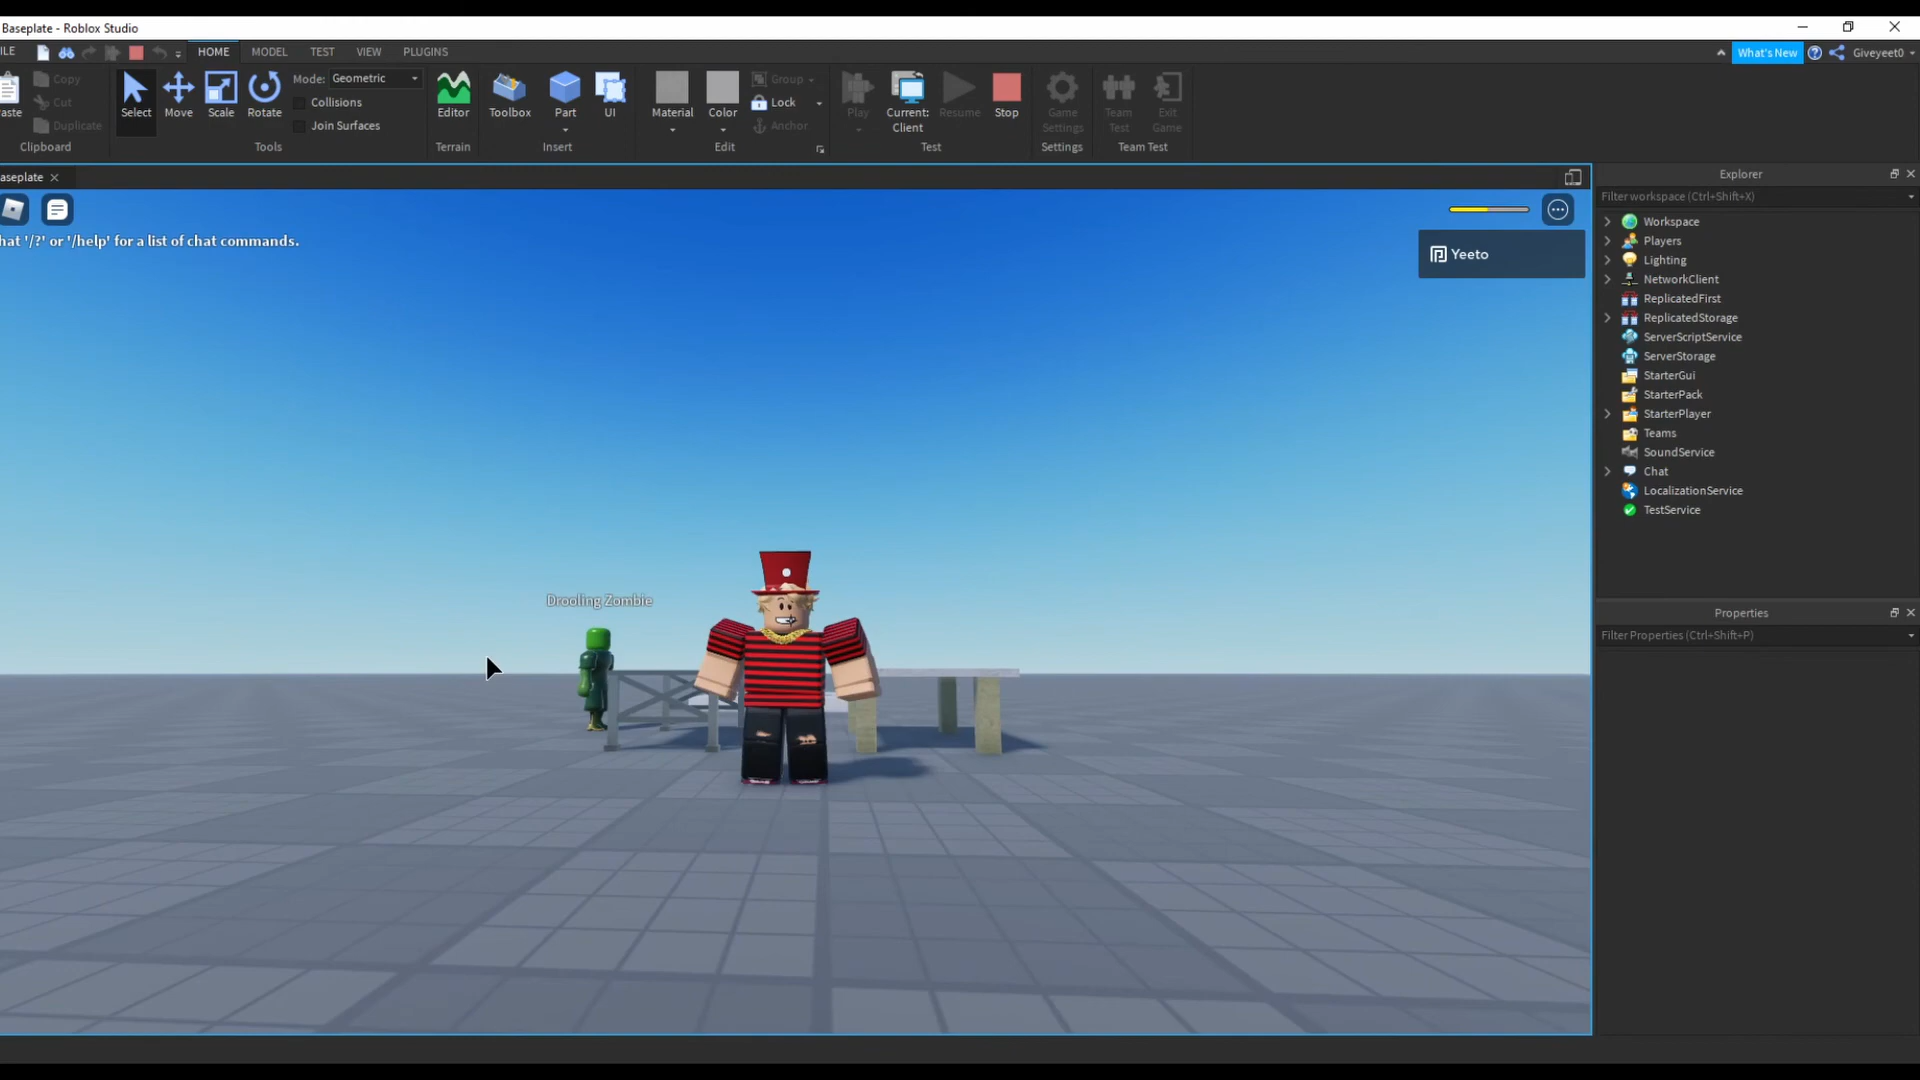 Baseplate - Roblox Studio
ILE
HOME
MODEL
TEST
VIEW
PLUGINS
What's New
Giveyeet0
aste
Copy
Cut
Duplicate
Clipboard
Select
Move
Scale
Rotate
Mode:
Geometric
Collisions
Join Surfaces
Tools
Editor
Terrain
Toolbox
Part
UI
Insert
Material
Color
Group
Lock
Anchor
Edit
Play
Current:
Client
Resume
Stop
Test
Game
Settings
Settings
Team
Test
Exit
Game
Team Test
aseplate
hat '/?' or '/help' for a list of chat commands.
Yeeto
Drooling Zombie
Explorer
Filter workspace (Ctrl+Shift+X)
Workspace
Players
Lighting
NetworkClient
ReplicatedFirst
ReplicatedStorage
ServerScriptService
ServerStorage
StarterGui
StarterPack
StarterPlayer
Teams
SoundService
Chat
LocalizationService
TestService
Properties
Filter Properties (Ctrl+Shift+P)